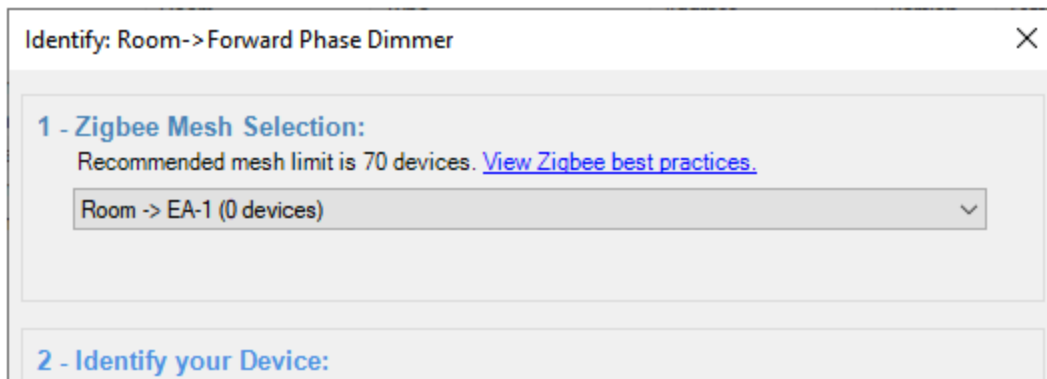 Identify: Room->Forward Phase Dimmer
1 - Zigbee Mesh Selection:
Recommended mesh limit is 70 devices. View Zigbee best practices.
Room -> EA-1 (0 devices)
2 - Identify your Device: